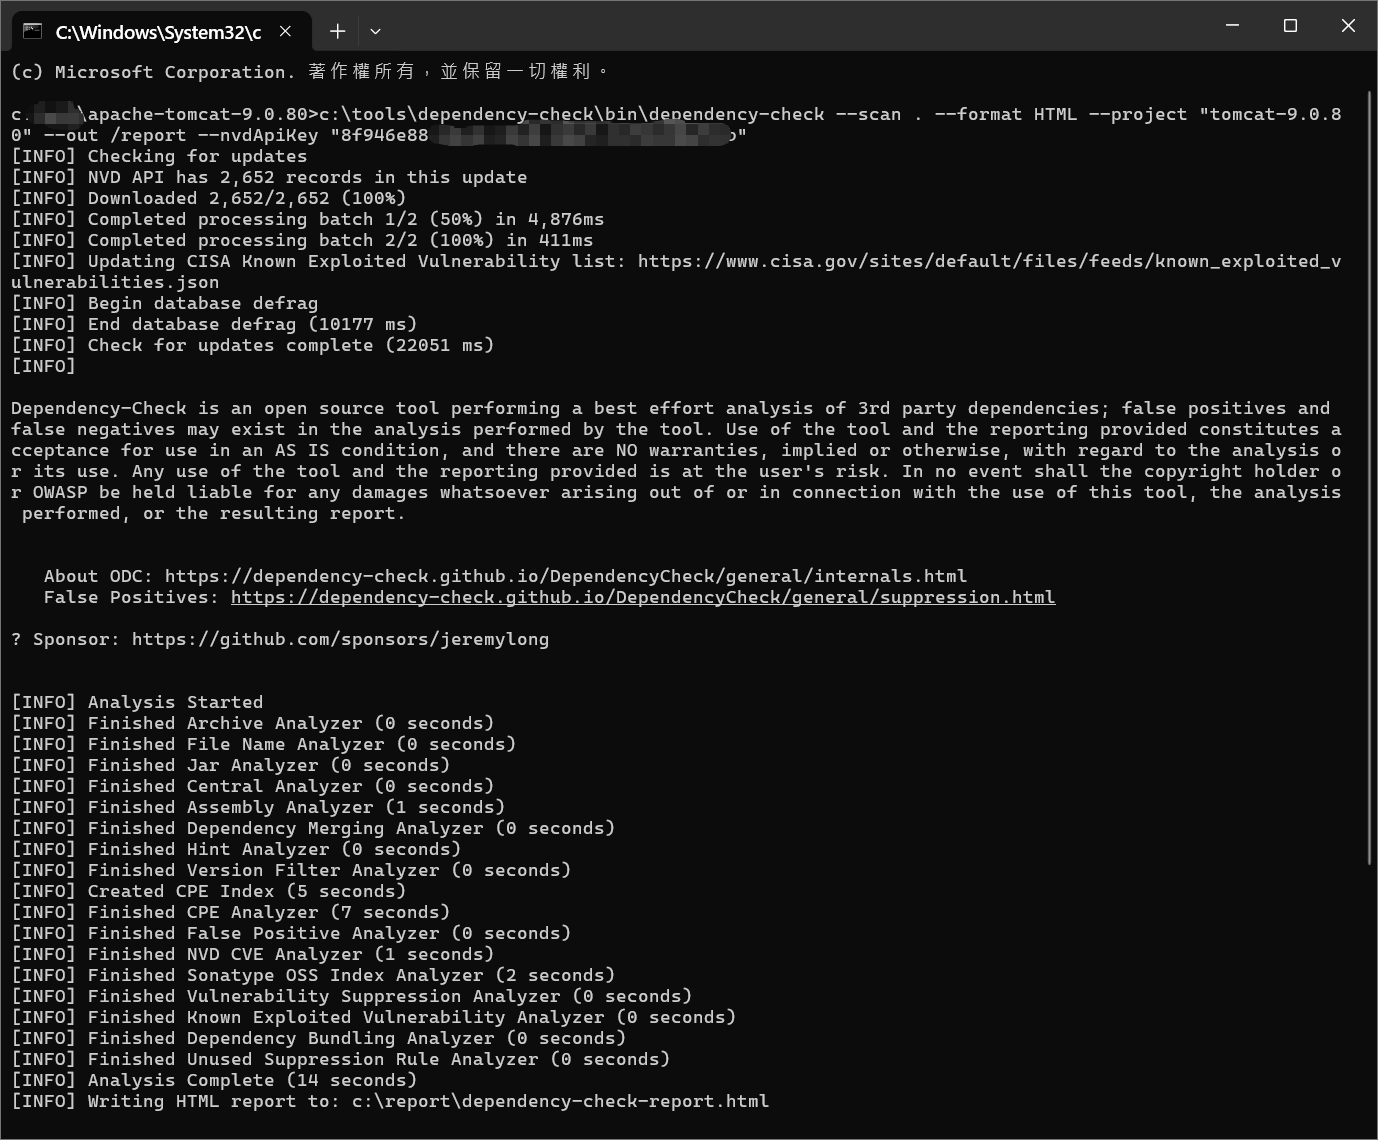 C:\Windows\System32\c
(c) Microsoft Corporation. 著作權所有，並保留一切權利。
c \apache-tomcat-9.0.80>c:\tools\dependency-check\bin\dependency-check --scan . --format HTML --project "tomcat-9.0.8
0" --out /report --nvdApiKey "8f946e88 "
[INFO] Checking for updates
[INFO] NVD API has 2,652 records in this update
[INFO] Downloaded 2,652/2,652 (100%)
[INFO] Completed processing batch 1/2 (50%) in 4,876ms
[INFO] Completed processing batch 2/2 (100%) in 411ms
[INFO] Updating CISA Known Exploited Vulnerability list: https://www.cisa.gov/sites/default/files/feeds/known_exploited_v
ulnerabilities.json
[INFO] Begin database defrag
[INFO] End database defrag (10177 ms)
[INFO] Check for updates complete (22051 ms)
[INFO]
Dependency-Check is an open source tool performing a best effort analysis of 3rd party dependencies; false positives and
false negatives may exist in the analysis performed by the tool. Use of the tool and the reporting provided constitutes a
cceptance for use in an AS IS condition, and there are NO warranties, implied or otherwise, with regard to the analysis o
r its use. Any use of the tool and the reporting provided is at the user's risk. In no event shall the copyright holder o
r OWASP be held liable for any damages whatsoever arising out of or in connection with the use of this tool, the analysis
performed, or the resulting report.
About ODC: https://dependency-check.github.io/DependencyCheck/general/internals.html
False Positives: https://dependency-check.github.io/DependencyCheck/general/suppression.html
? Sponsor: https://github.com/sponsors/jeremylong
[INFO] Analysis Started
[INFO] Finished Archive Analyzer (0 seconds)
[INFO] Finished File Name Analyzer (0 seconds)
[INFO] Finished Jar Analyzer (0 seconds)
[INFO] Finished Central Analyzer (0 seconds)
[INFO] Finished Assembly Analyzer (1 seconds)
[INFO] Finished Dependency Merging Analyzer (0 seconds)
[INFO] Finished Hint Analyzer (0 seconds)
[INFO] Finished Version Filter Analyzer (0 seconds)
[INFO] Created CPE Index (5 seconds)
[INFO] Finished CPE Analyzer (7 seconds)
[INFO] Finished False Positive Analyzer (0 seconds)
[INFO] Finished NVD CVE Analyzer (1 seconds)
[INFO] Finished Sonatype OSS Index Analyzer (2 seconds)
[INFO] Finished Vulnerability Suppression Analyzer (0 seconds)
[INFO] Finished Known Exploited Vulnerability Analyzer (0 seconds)
[INFO] Finished Dependency Bundling Analyzer (0 seconds)
[INFO] Finished Unused Suppression Rule Analyzer (0 seconds)
[INFO] Analysis Complete (14 seconds)
[INFO] Writing HTML report to: c:\report\dependency-check-report.html